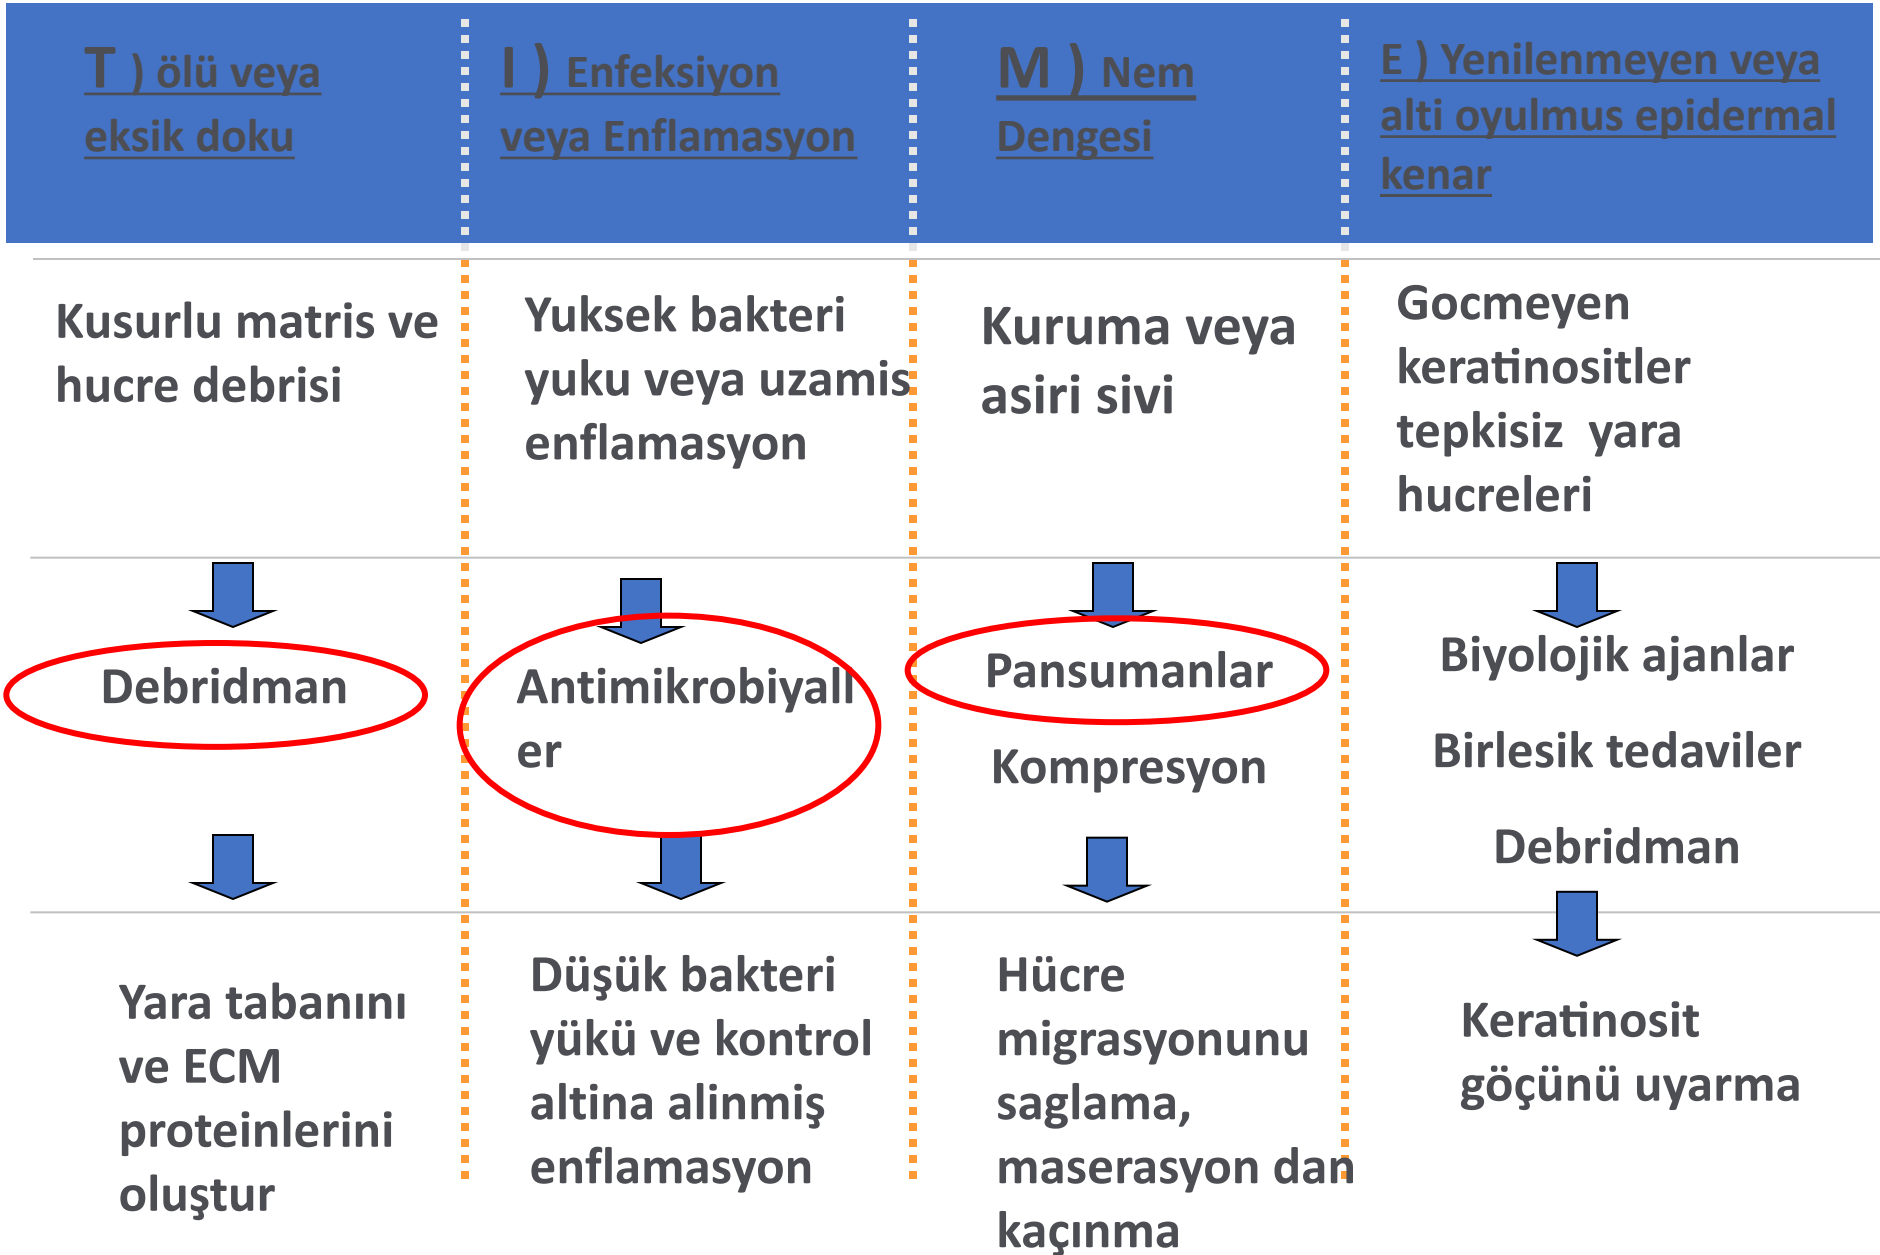 T ) ölü veya
eksik doku
I ) Enfeksiyon
veya Enflamasyon
M ) Nem
Dengesi
E ) Yenilenmeyen veya
alti oyulmus epidermal
kenar
Kusurlu matris ve
hucre debrisi
Yuksek bakteri
yuku veya uzamis
enflamasyon
Kuruma veya
asiri sivi
Gocmeyen
keratinositler
tepkisiz yara
hucreleri
Debridman
Antimikrobiyall
er
Pansumanlar
Kompresyon
Biyolojik ajanlar
Birlesik tedaviler
Debridman
Yara tabanını
ve ECM
proteinlerini
oluştur
Düşük bakteri
yükü ve kontrol
altina alinmiş
enflamasyon
Hücre
migrasyonunu
saglama,
maserasyon dan
kaçınma
Keratinosit
göçünü uyarma